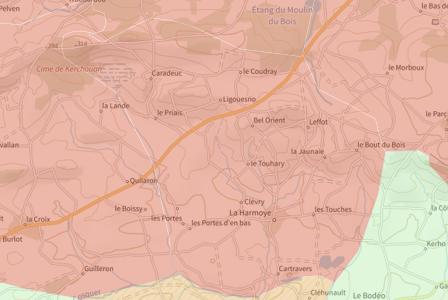 Pelven
Étang du Moulin
du Bois
Cime de Kerchouan
Caradeuc
le Coudray
le Morboux
la Lande
Ligouesno
le Priais
Bel Orient
Leffot
la Jaunaie
le Bout du Bois
le Touhary
Quilaron
Clévry
le Boissy
les Portes
La Harmoye
les Touches
la Croix
les Portes d'en bas
Burlot
Guilleron
Cartravers
Cléhunault
Le Bodéo
Kerho